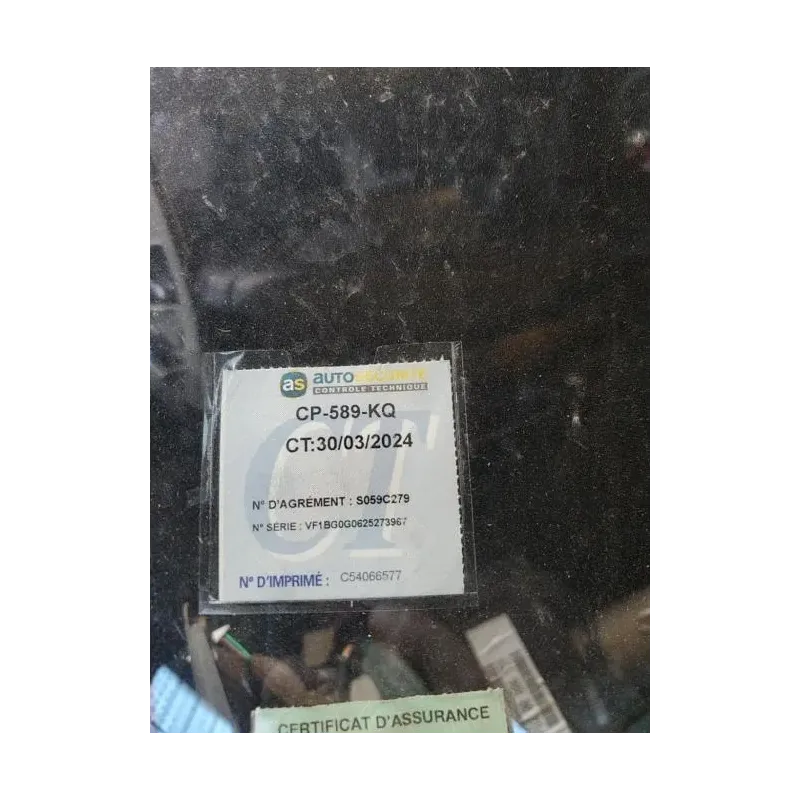 as AUTOSECURITE
CONTROLE TECHNIQUE
CP-589-KQ
CT:30/03/2024
N° D'AGRÉMENT : S059C279
N° SÉRIE : VF1BG0G0625273967
N° D'IMPRIMÉ : C54066577
CERTIFICAT D'ASSURANCE